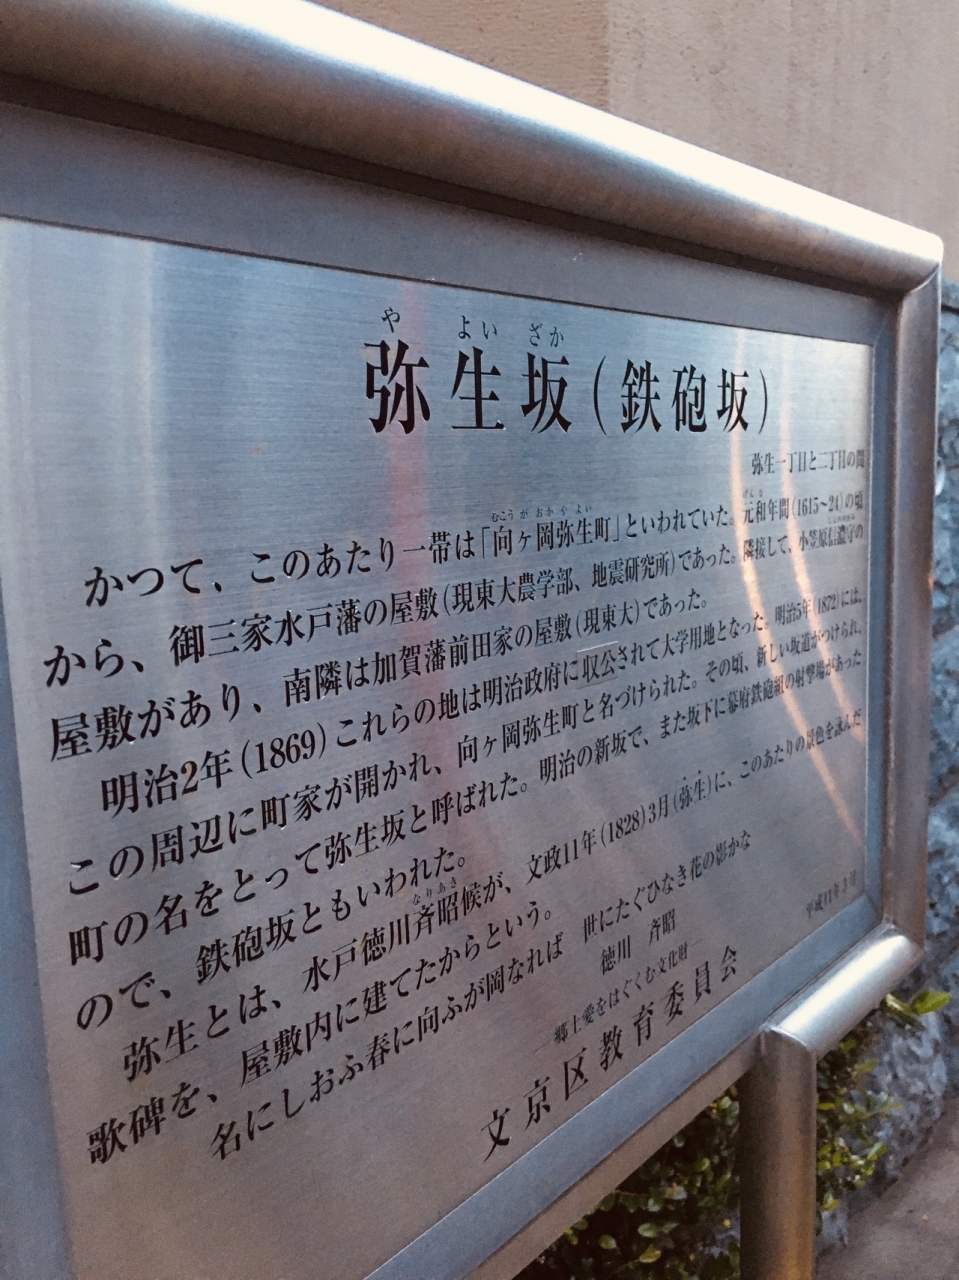 や よい ざか
弥生坂(鉄砲坂)
弥生一丁目と二丁目の間
むこう が おか や よい
げん な
かつて、このあたり一帯は「向ヶ岡弥生町」といわれていた。元和年間(1615~24)の頃
から、御三家水戸藩の屋敷(現東大農学部、地震研究所)であった。隣接して、小笠原信濃守の
屋敷があり、南隣は加賀藩前田家の屋敷(現東大)であった。
明治2年(1869)これらの地は明治政府に収公されて大学用地となった。明治5年(1872)には、
この周辺に町家が開かれ、向ヶ岡弥生町と名づけられた。その頃、新しい坂道がつけられ、
町の名をとって弥生坂と呼ばれた。明治の新坂で、また坂下に幕府鉄砲組の射撃場があった
ので、鉄砲坂ともいわれた。
なりあき
弥生とは、水戸徳川斉昭候が、文政11年(1828)3月(弥生)に、このあたりの景色を詠んだ
歌碑を、屋敷内に建てたからという。
名にしおふ春に向ふが岡なれば 世にたぐひなき花の影かな
徳川 斉昭
―郷土愛をはぐくむ文化財―
文京区教育委員会
平成11年3月